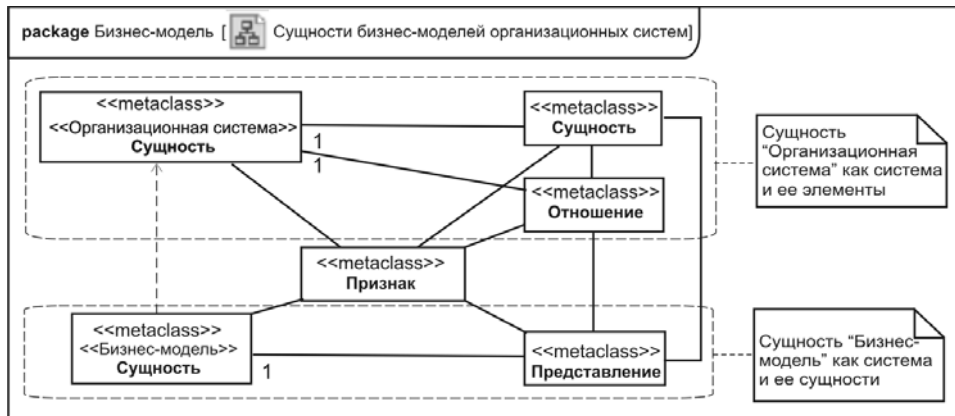 package Бизнес-модель [ Сущности бизнес-моделей организационных систем]
<<metaclass>>
<<Организационная система>>
Сущность
1
1
<<metaclass>>
Сущность
<<metaclass>>
Отношение
Сущность
“Организационная
система” как система
и ее элементы
<<metaclass>>
Признак
<<metaclass>>
<<Бизнес-модель>>
Сущность
1
<<metaclass>>
Представление
Сущность “Бизнес-
модель” как система
и ее сущности